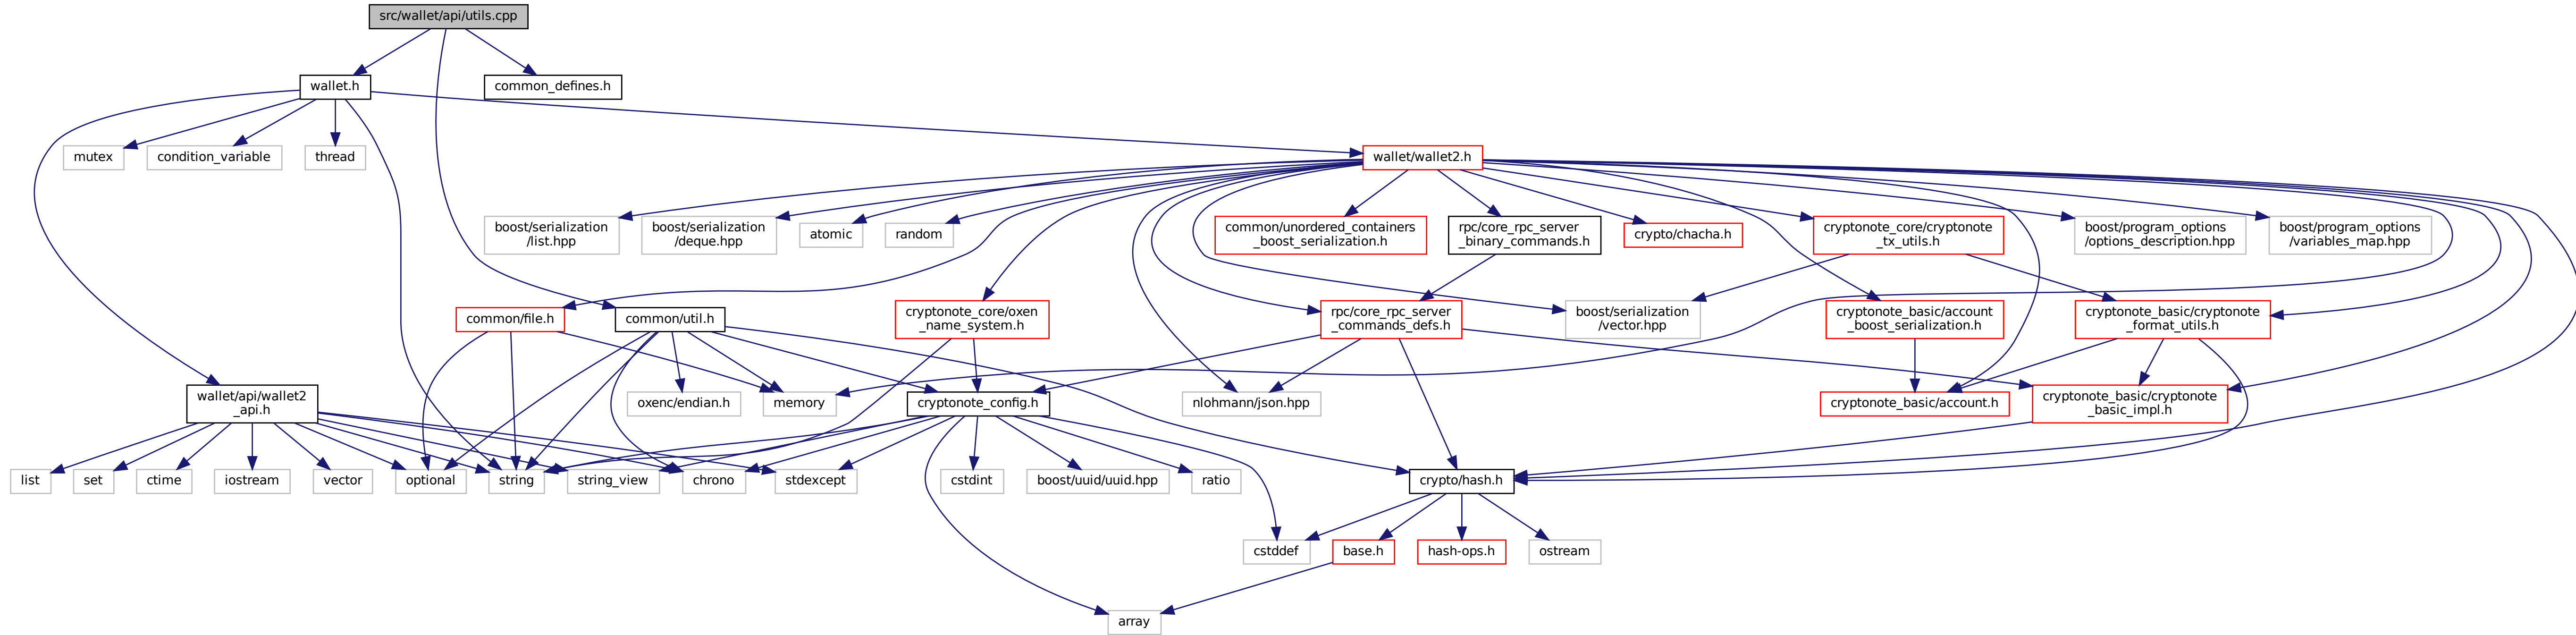 src/wallet/api/utils.cpp
wallet.h
common_defines.h
mutex
condition_variable
thread
wallet/wallet2.h
boost/serialization
/list.hpp
boost/serialization
/deque.hpp
atomic
random
common/unordered_containers
_boost_serialization.h
rpc/core_rpc_server
_binary_commands.h
crypto/chacha.h
cryptonote_core/cryptonote
_tx_utils.h
boost/program_options
/options_description.hpp
boost/program_options
/variables_map.hpp
common/file.h
common/util.h
cryptonote_core/oxen
_name_system.h
rpc/core_rpc_server
_commands_defs.h
boost/serialization
/vector.hpp
cryptonote_basic/account
_boost_serialization.h
cryptonote_basic/cryptonote
_format_utils.h
wallet/api/wallet2
_api.h
oxenc/endian.h
memory
cryptonote_config.h
nlohmann/json.hpp
cryptonote_basic/account.h
cryptonote_basic/cryptonote
_basic_impl.h
list
set
ctime
iostream
vector
optional
string
string_view
chrono
stdexcept
cstdint
boost/uuid/uuid.hpp
ratio
crypto/hash.h
cstddef
base.h
hash-ops.h
ostream
array